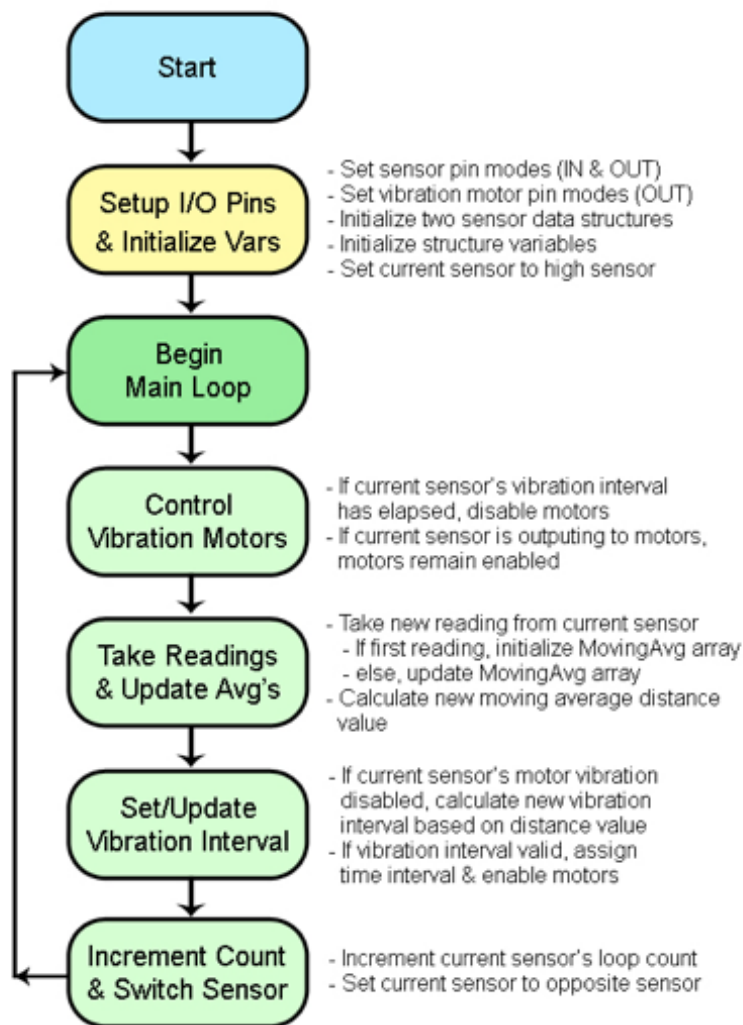 Start
Setup I/O Pins
& Initialize Vars
- Set sensor pin modes (IN & OUT)
- Set vibration motor pin modes (OUT)
- Initialize two sensor data structures
- Initialize structure variables
- Set current sensor to high sensor
Begin
Main Loop
Control
Vibration Motors
- If current sensor's vibration interval
has elapsed, disable motors
- If current sensor is outputing to motors,
motors remain enabled
Take Readings
& Update Avg's
- Take new reading from current sensor
- If first reading, initialize MovingAvg array
- else, update MovingAvg array
- Calculate new moving average distance
value
Set/Update
Vibration Interval
- If current sensor's motor vibration
disabled, calculate new vibration
interval based on distance value
- If vibration interval valid, assign
time interval & enable motors
Increment Count
& Switch Sensor
- Increment current sensor's loop count
- Set current sensor to opposite sensor